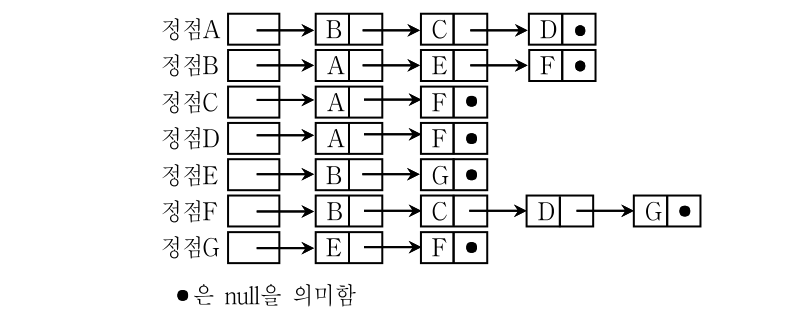 정점A B C D ●
정점B A E F ●
정점C A F ●
정점D A F ●
정점E B G ●
정점F B C D G ●
정점G E F ●
●은 null을 의미함